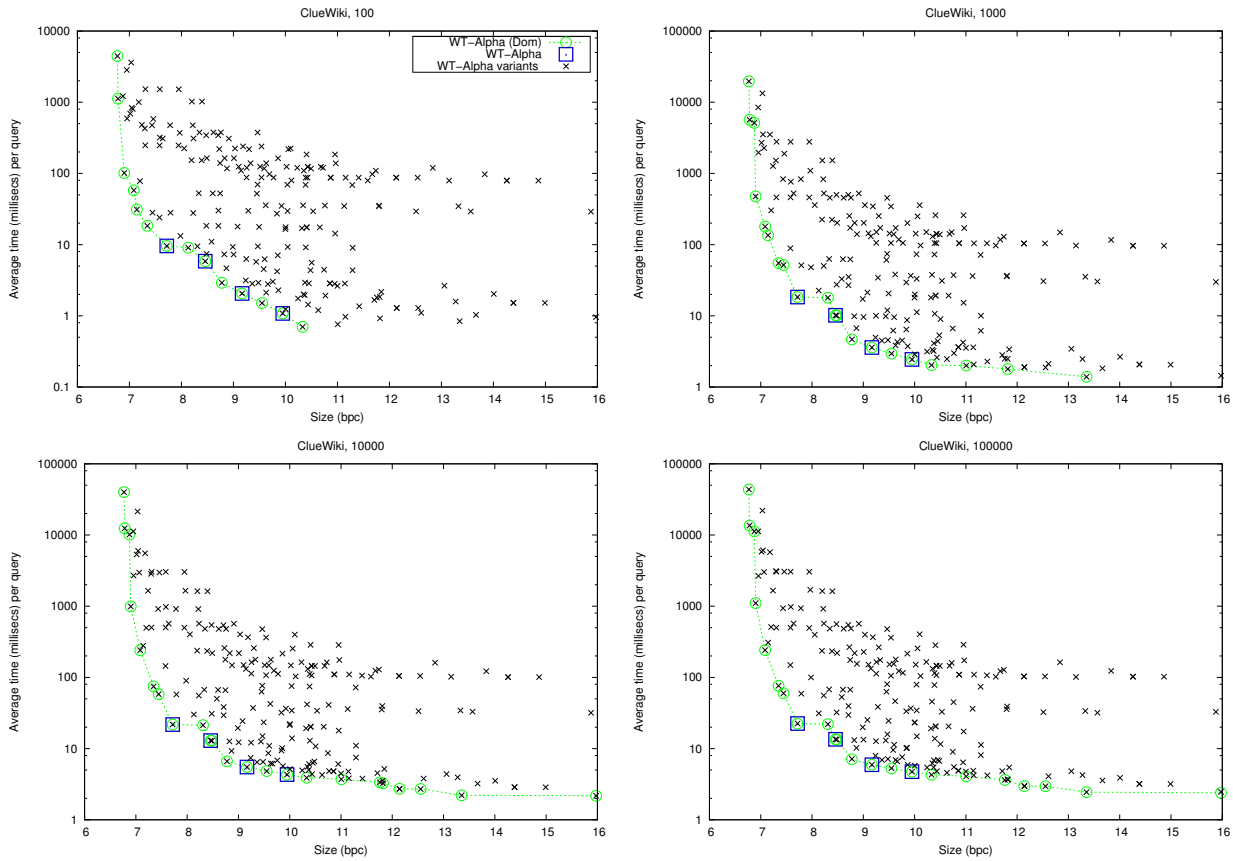 ClueWiki, 100
10000
1000
100
10
1
0.1
Average time (millisecs) per query
6 7 8 9 10 11 12 13 14 15 16
Size (bpc)
WT-Alpha (Dom)
WT-Alpha
WT-Alpha variants
ClueWiki, 1000
100000
10000
1000
100
10
1
Average time (millisecs) per query
6 7 8 9 10 11 12 13 14 15 16
Size (bpc)
ClueWiki, 10000
100000
10000
1000
100
10
1
Average time (millisecs) per query
6 7 8 9 10 11 12 13 14 15 16
Size (bpc)
ClueWiki, 100000
100000
10000
1000
100
10
1
Average time (millisecs) per query
6 7 8 9 10 11 12 13 14 15 16
Size (bpc)